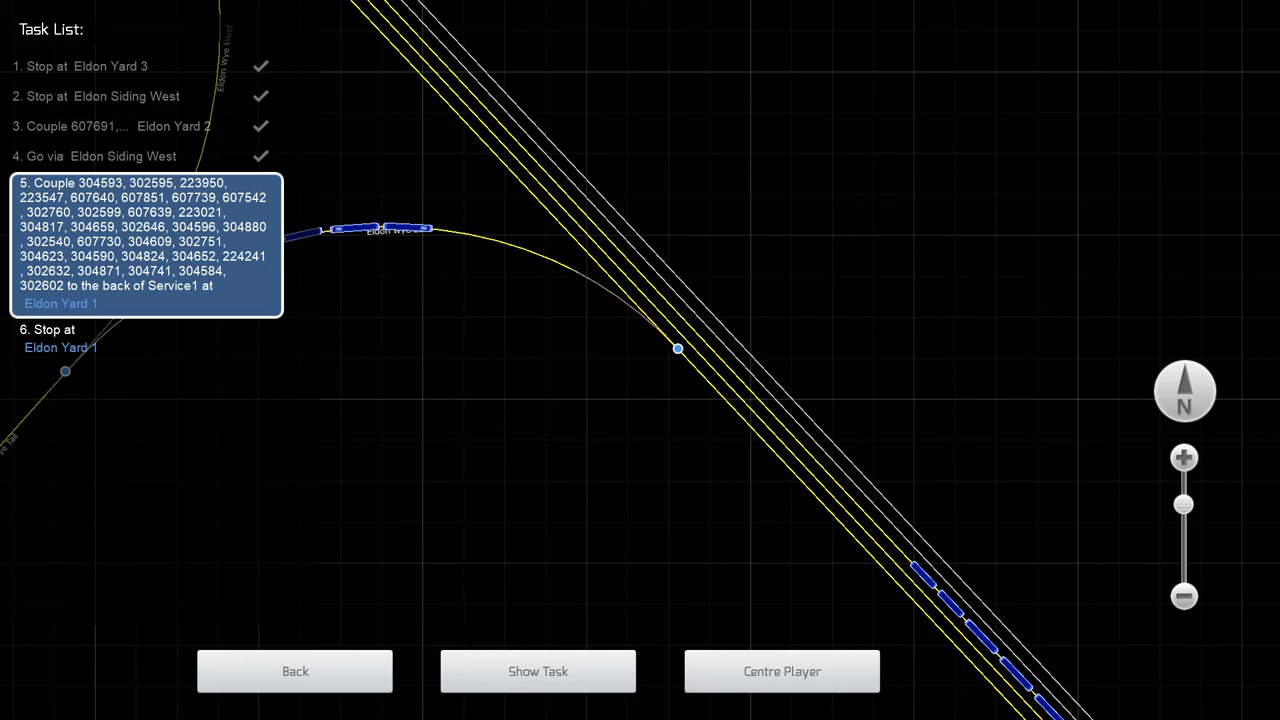 Task List:
1. Stop at Eldon Yard 3
2. Stop at Eldon Siding West
3. Couple 607691,... Eldon Yard 2
4. Go via Eldon Siding West
5. Couple 304593, 302595, 223950,
223547, 607640, 607851, 607739, 607542
, 302760, 302599, 607639, 223021,
304817, 304659, 302646, 304596, 304880
, 302540, 607730, 304609, 302751,
304623, 304590, 304824, 304652, 224241
, 302632, 304871, 304741, 304584,
302602 to the back of Service1 at
Eldon Yard 1
6. Stop at
Eldon Yard 1
Eldon Wye West
Eldon Wye
Tail
N
Back
Show Task
Centre Player